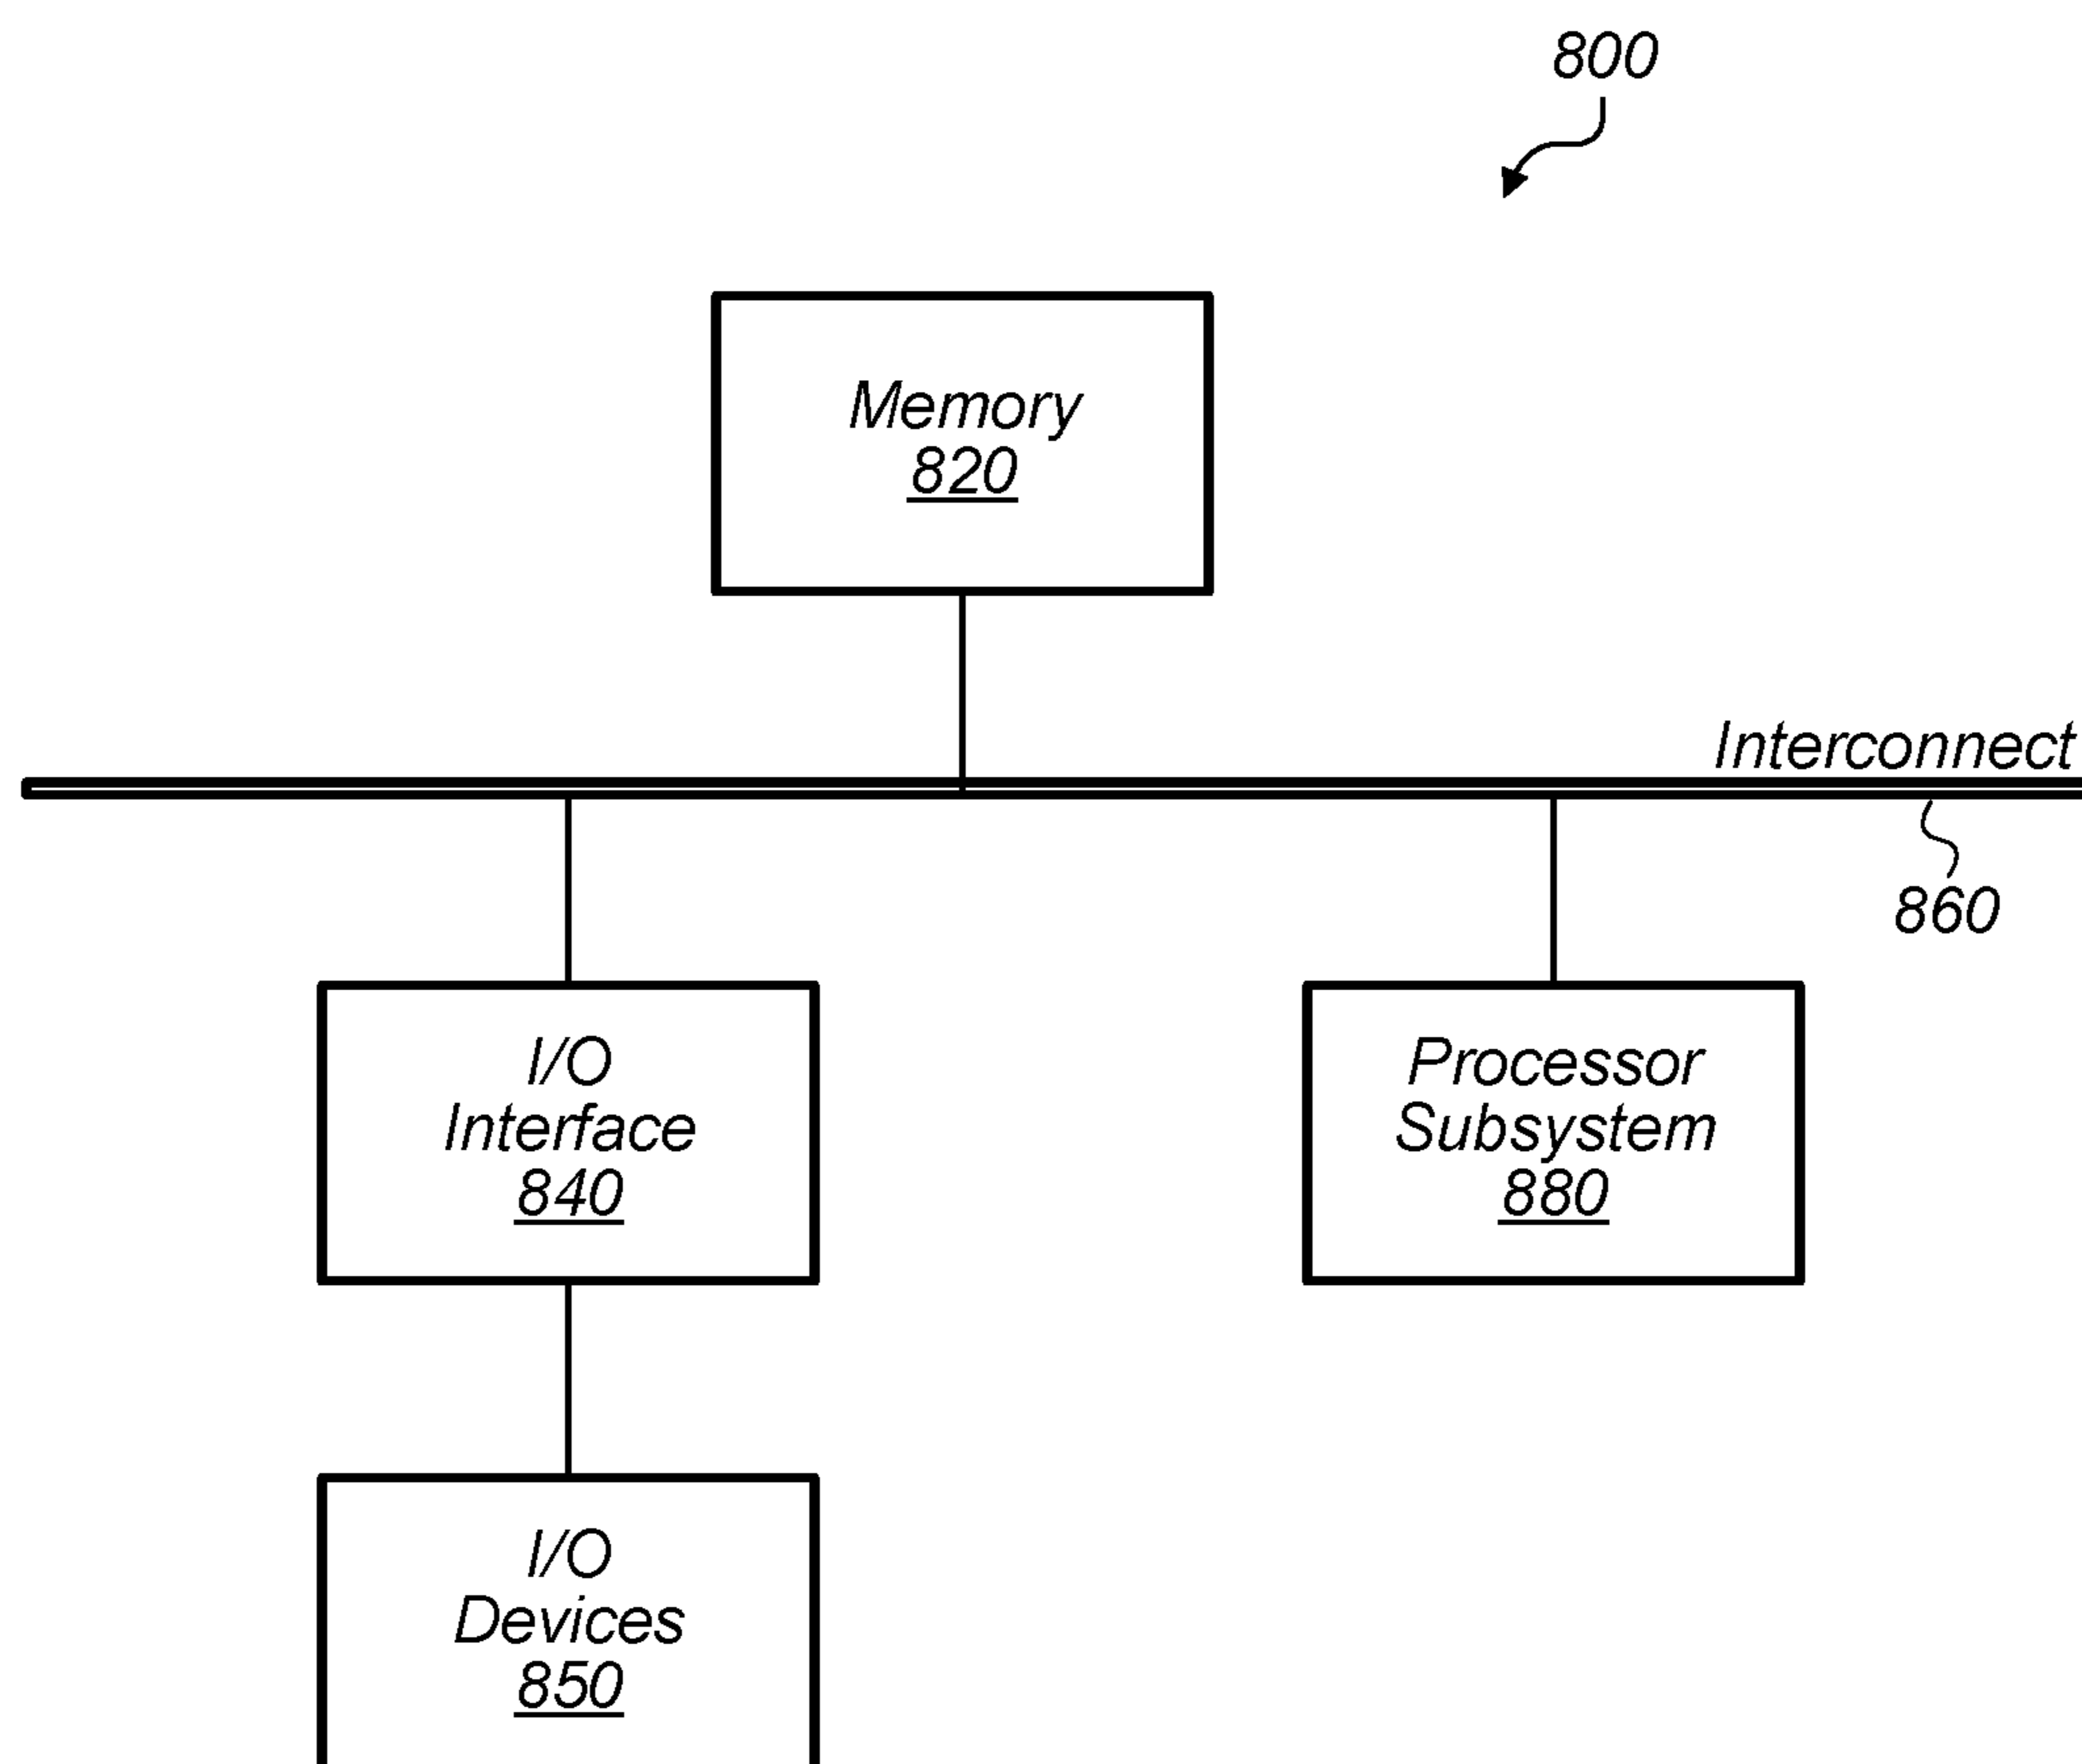 800
Memory
820
Interconnect
860
I/O
Interface
840
Processor
Subsystem
880
I/O
Devices
850